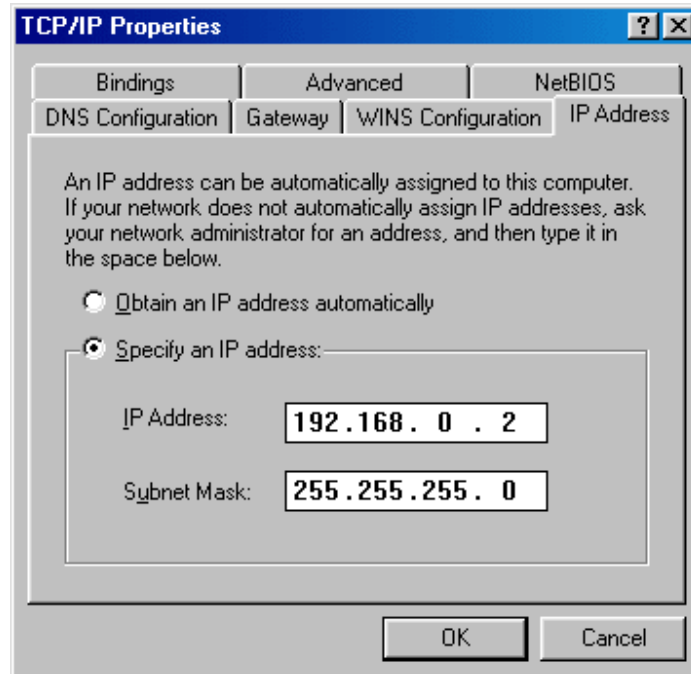 TCP/IP Properties
Bindings Advanced NetBIOS
DNS Configuration Gateway WINS Configuration IP Address
An IP address can be automatically assigned to this computer.
If your network does not automatically assign IP addresses, ask
your network administrator for an address, and then type it in
the space below.
Obtain an IP address automatically
Specify an IP address:
IP Address: 192.168. 0 . 2
Subnet Mask: 255.255.255. 0
OK Cancel